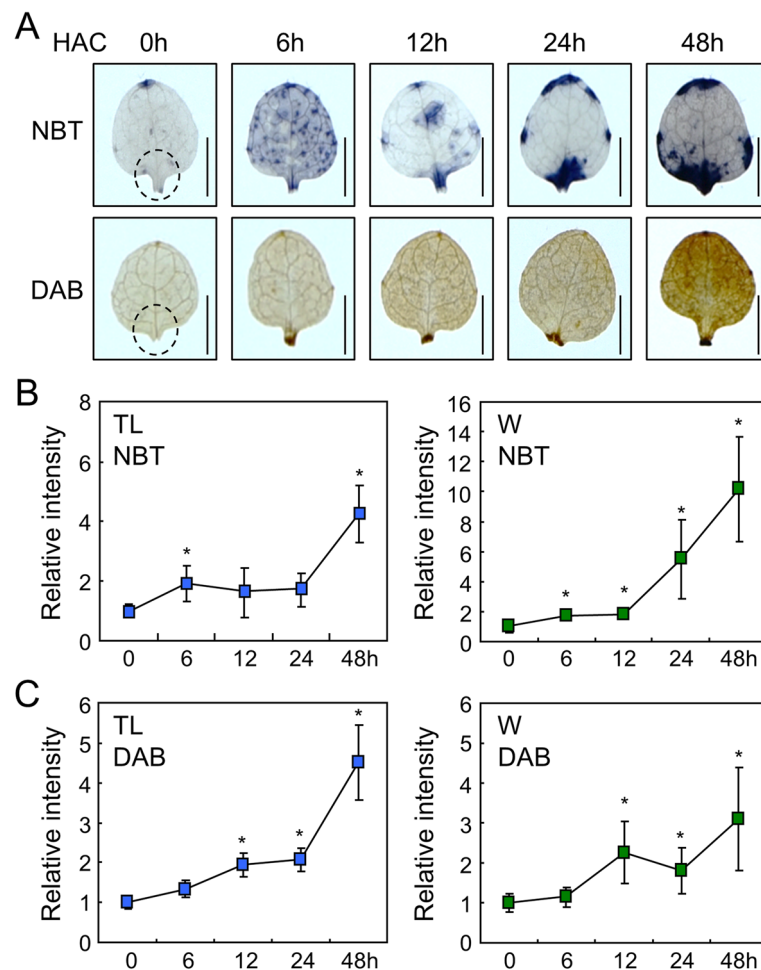 A
HAC 0h 6h 12h 24h 48h
NBT
DAB
B
Relative intensity
8
6
4
2
0
TL
NBT
*
*
0 6 12 24 48h
Relative intensity
16
14
12
10
8
6
4
2
0
W
NBT
*
*
*
*
0 6 12 24 48h
C
Relative intensity
6
5
4
3
2
1
0
TL
DAB
*
*
*
0 6 12 24 48h
Relative intensity
6
5
4
3
2
1
0
W
DAB
*
*
*
0 6 12 24 48h